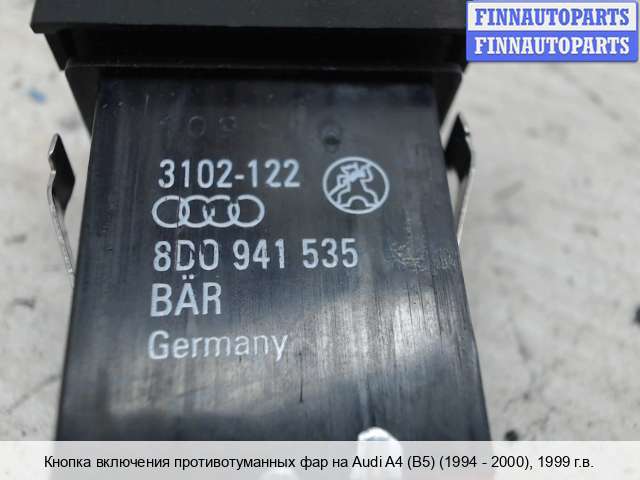 FINNAUTOPARTS
FINNAUTOPARTS
3102-122
8D0 941 535
BÄR
Germany
Кнопка включения противотуманных фар на Audi A4 (B5) (1994 - 2000), 1999 г.в.